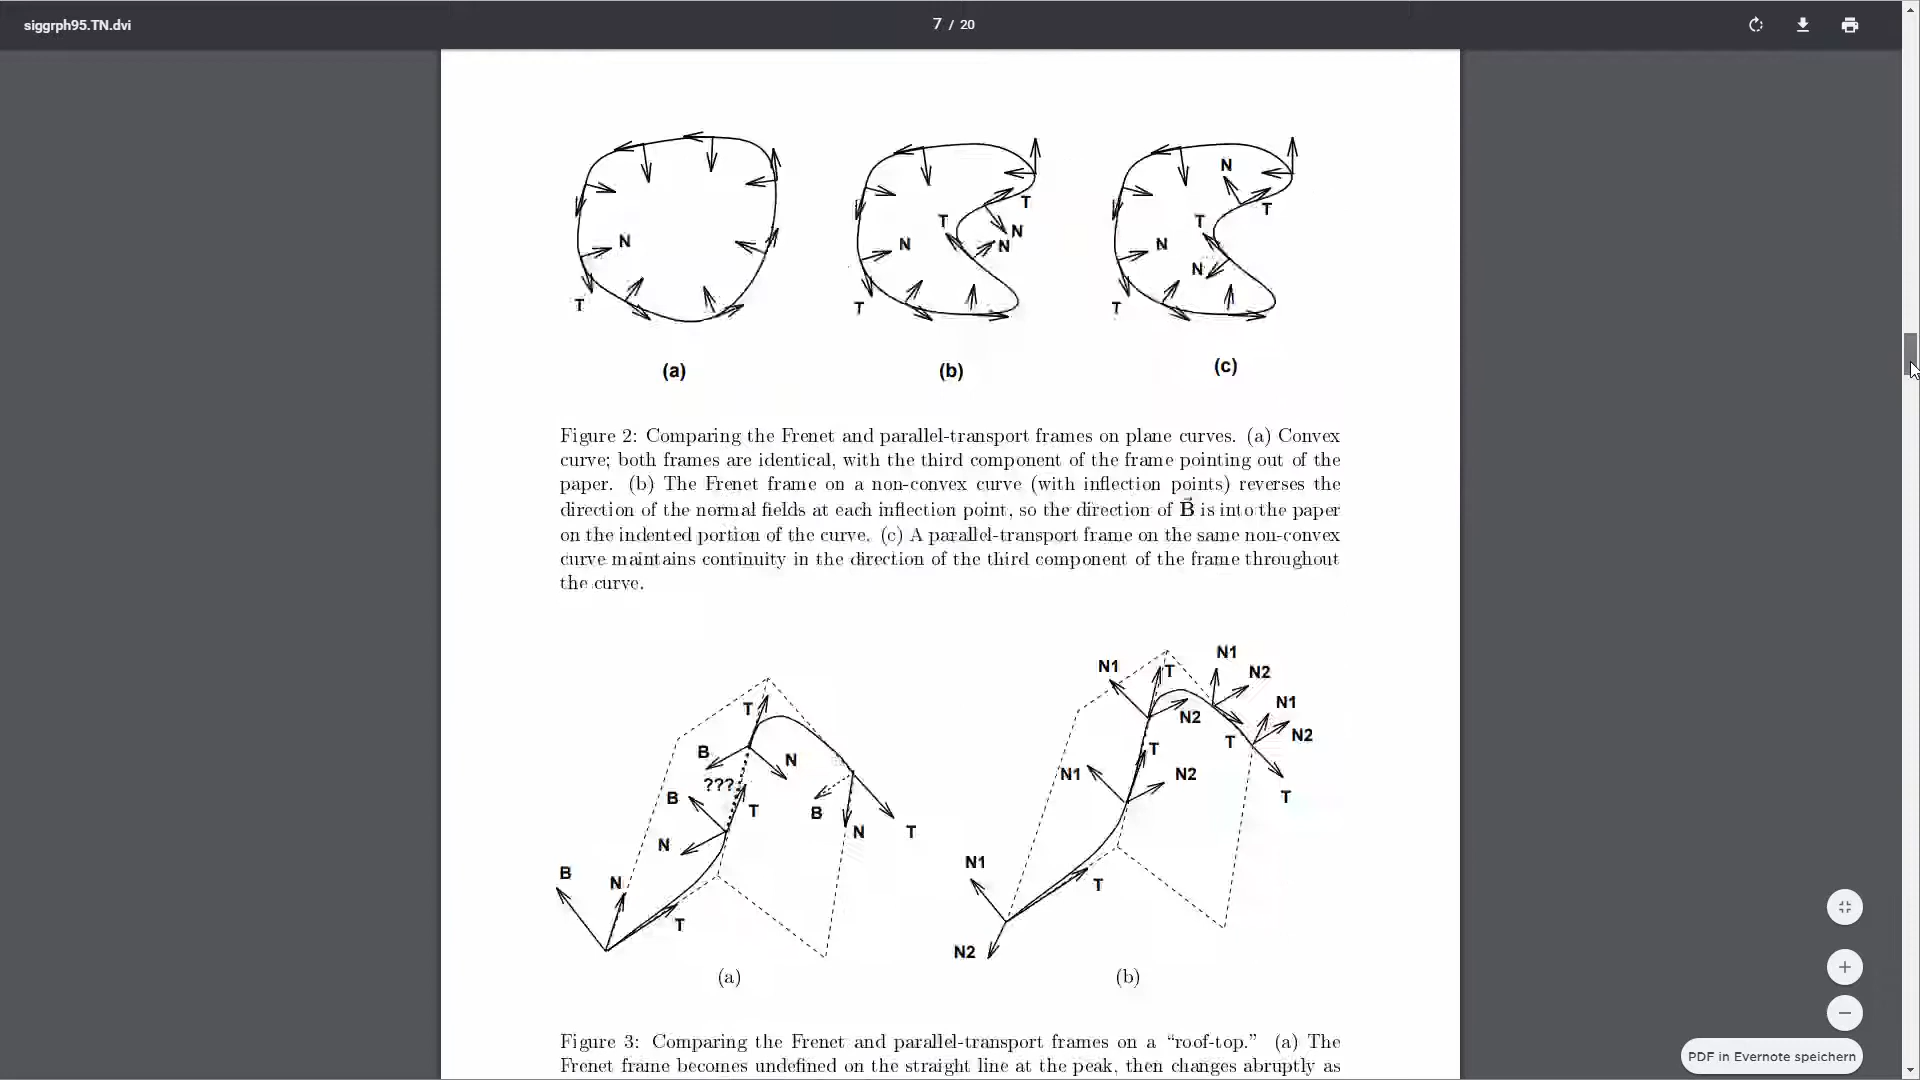 siggrph95.TN.dvi
7 / 20
N
T
N
T
T
N
N
T
N
T
N
T
T
N
(a)
(b)
(c)
Figure 2: Comparing the Frenet and parallel-transport frames on plane curves. (a) Convex
curve; both frames are identical, with the third component of the frame pointing out of the
paper. (b) The Frenet frame on a non-convex curve (with inflection points) reverses the
direction of the normal fields at each inflection point, so the direction of B⃗ is into the paper
on the indented portion of the curve. (c) A parallel-transport frame on the same non-convex
curve maintains continuity in the direction of the third component of the frame throughout
the curve.
T
B
N
???
B
T
N
B
N
T
B
N
T
(a)
N1
T
N1
N2
N2
N1
N2
T
T
N1
N2
T
N1
T
N2
(b)
Figure 3: Comparing the Frenet and parallel-transport frames on a “roof-top.” (a) The
Frenet frame becomes undefined on the straight line at the peak, then changes abruptly as
PDF in Evernote speichern